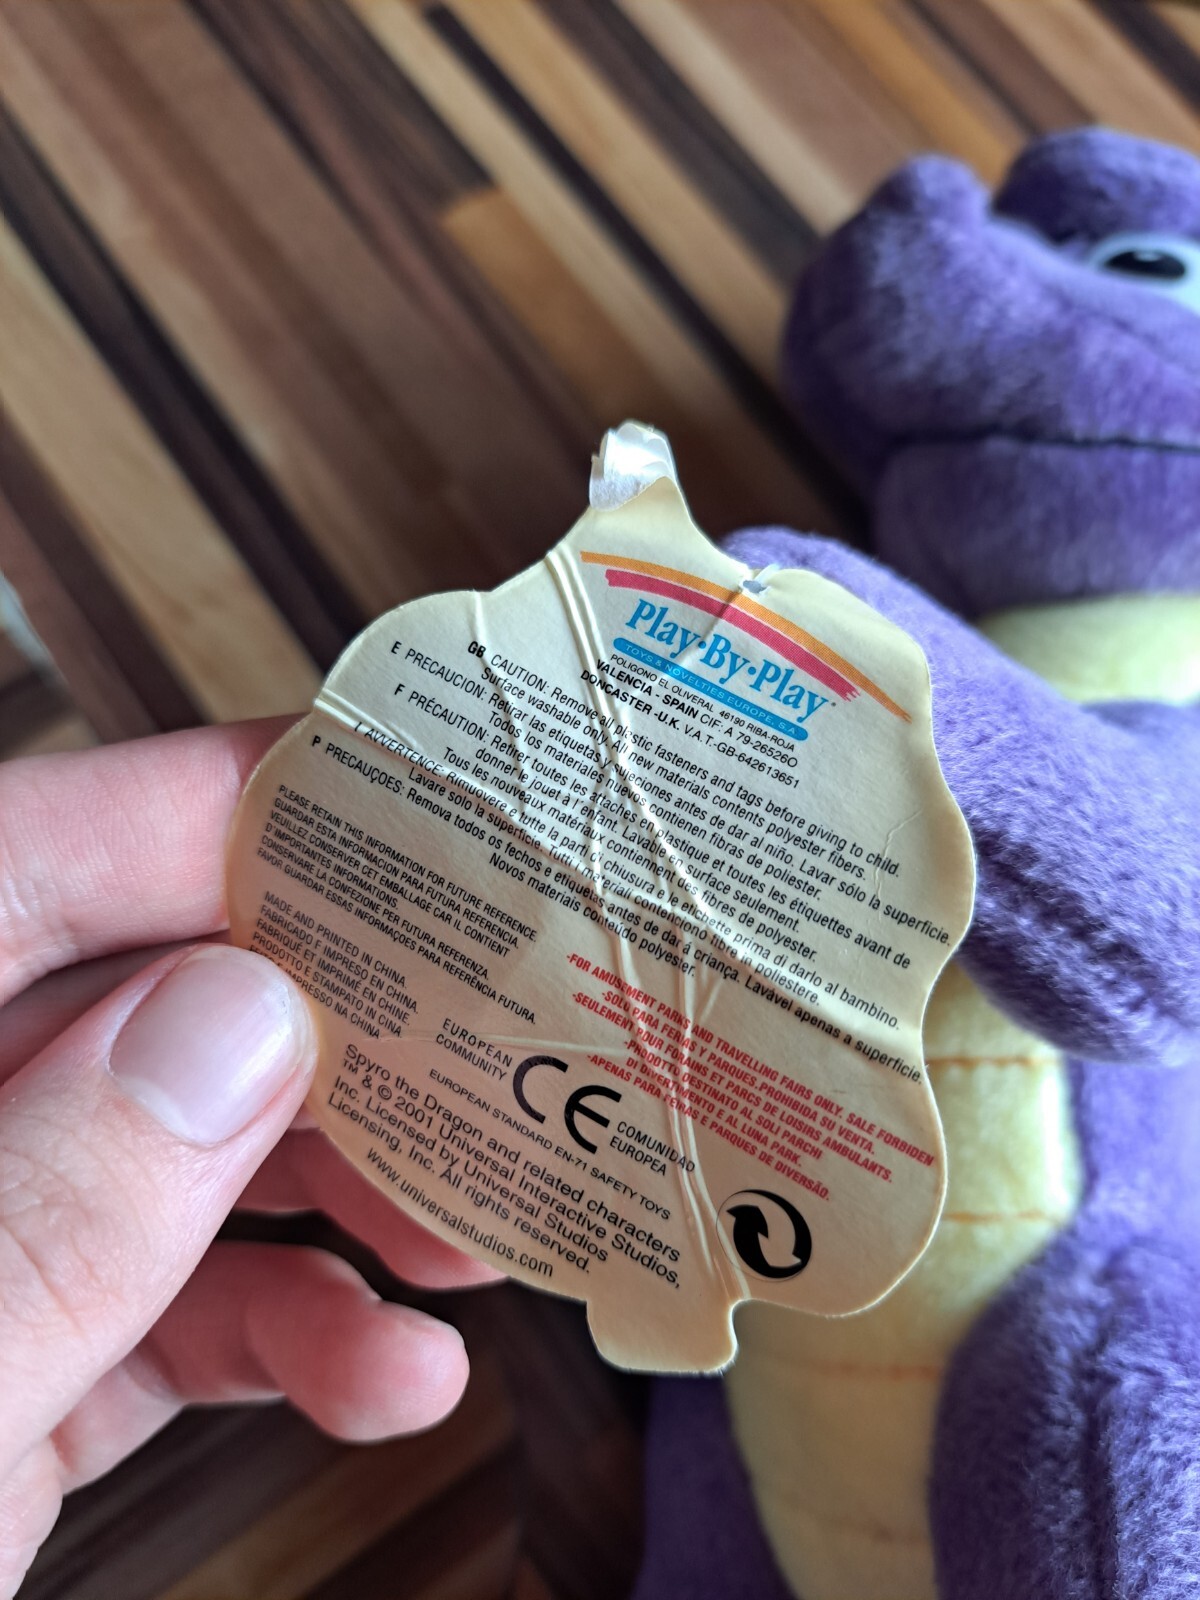 Play·By·Play
TOYS & NOVELTIES EUROPE, S.A.
POLIGONO EL OLIVERAL 46190 RIBA-ROJA
VALENCIA - SPAIN CIF: A 79-265260
DONCASTER -U.K. V.A.T.-GB-642613651
GB CAUTION: Remove all plastic fasteners and tags before giving to child.
Surface washable only. All new materials contents polyester fibers.
E PRECAUCION: Retirar las etiquetas y sujeciones antes de dar al niño. Lavar sólo la superficie.
Todos los materiales nuevos contienen fibras de poliester.
F PRÉCAUTION: Retirer toutes les attaches en plastique et toutes les étiquettes avant de
donner le jouet à l'enfant. Lavable en surface seulement.
Tous les nouveaux matériaux contiennent des fibres de polyester.
I AVVERTENCE: Rimuovere e tutte la parti di chiusura e le etichette prima di darlo al bambino.
Lavare solo la superficie. Tutti i materiali contenciono fibre in poliestere.
P PRECAUÇOES: Remova todos os fechos e etiquetas antes de dar á criança. Lavável apenas a superficie.
Novos materiais conteúdo polyester.
PLEASE RETAIN THIS INFORMATION FOR FUTURE REFERENCE.
GUARDAR ESTA INFORMACION PARA FUTURA REFERENCIA.
VEUILLEZ CONSERVER CET EMBALLAGE CAR IL CONTIENT
D'IMPORTANTES INFORMATIONS.
CONSERVARE LA CONFEZIONE PER FUTURA REFERENZA.
FAVOR GUARDAR ESSAS INFORMAÇOES PARA REFERÊNCIA FUTURA.
MADE AND PRINTED IN CHINA.
FABRICADO E IMPRESO EN CHINA.
FABRIQUÉ ET IMPRIMÉ EN CHINE.
PRODOTTO E STAMPATO IN CINA
IMPRESSO NA CHINA
-FOR AMUSEMENT PARKS AND TRAVELLING FAIRS ONLY. SALE FORBIDEN
-SOLO PARA FERIAS Y PARQUES. PROHIBIDA SU VENTA.
-SEULEMENT POUR FORAINS ET PARCS DE LOISIRS AMBULANTS.
-PRODOTTO DESTINATO AL SOLI PARCHI
DI DIVERTIMENTO E AL LUNA PARK.
-APENAS PARA FEIRAS E PARQUES DE DIVERSÃO.
EUROPEAN
COMMUNITY
CE
COMUNIDAD
EUROPEA
EUROPEAN STANDARD EN-71 SAFETY TOYS
Spyro the Dragon and related characters
TM & © 2001 Universal Interactive Studios,
Inc. Licensed by Universal Studios
Licensing, Inc. All rights reserved.
www.universalstudios.com